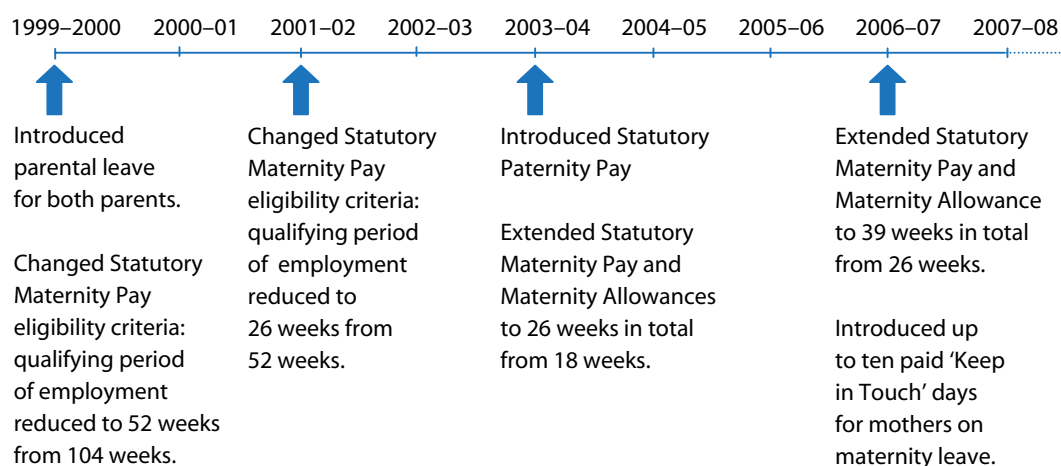 1999–2000 2000–01 2001–02 2002–03 2003–04 2004–05 2005–06 2006–07 2007–08
Introduced
parental leave
for both parents.
Changed Statutory
Maternity Pay
eligibility criteria:
qualifying period
of employment
reduced to 52 weeks
from 104 weeks.
Changed Statutory
Maternity Pay
eligibility criteria:
qualifying period
of employment
reduced to
26 weeks from
52 weeks.
Introduced Statutory
Paternity Pay
Extended Statutory
Maternity Pay and
Maternity Allowances
to 26 weeks in total
from 18 weeks.
Extended Statutory
Maternity Pay and
Maternity Allowance
to 39 weeks in total
from 26 weeks.
Introduced up
to ten paid ‘Keep
in Touch’ days
for mothers on
maternity leave.